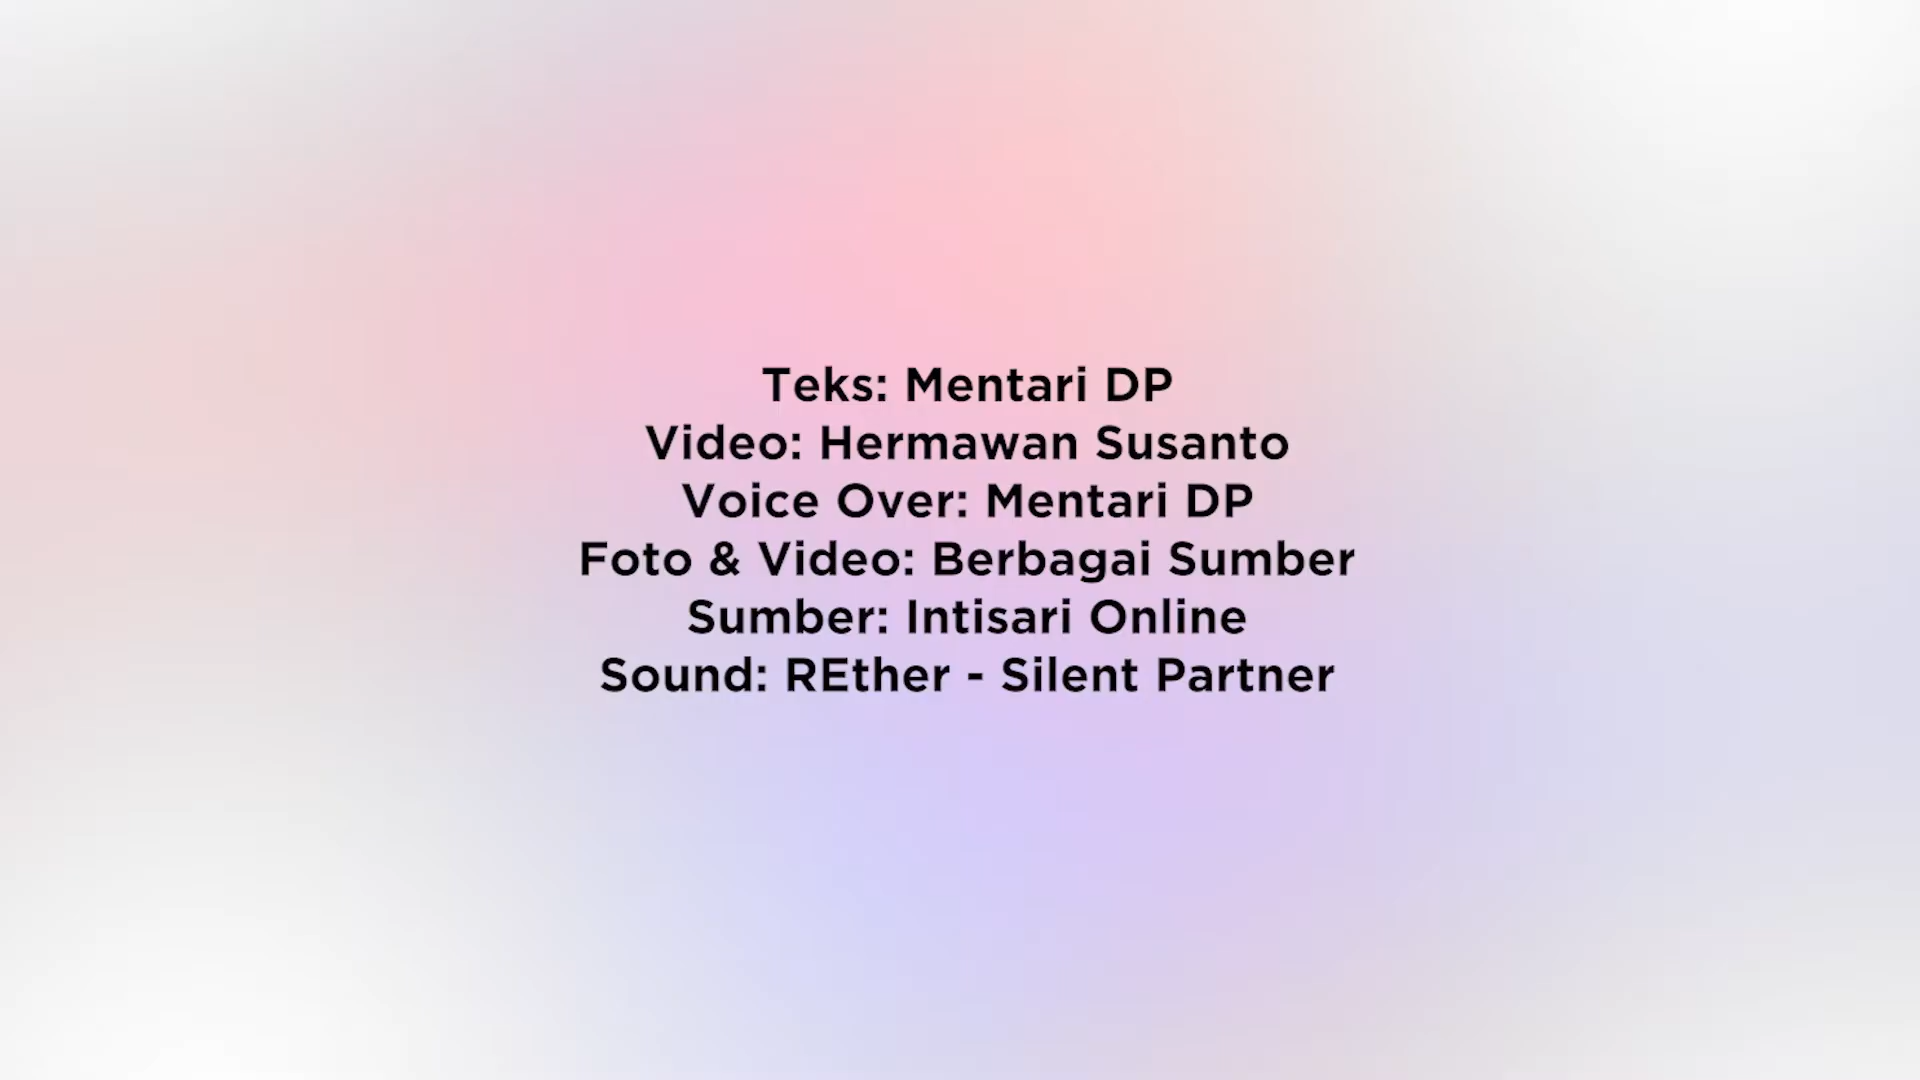 Teks: Mentari DP
Video: Hermawan Susanto
Voice Over: Mentari DP
Foto & Video: Berbagai Sumber
Sumber: Intisari Online
Sound: REther - Silent Partner